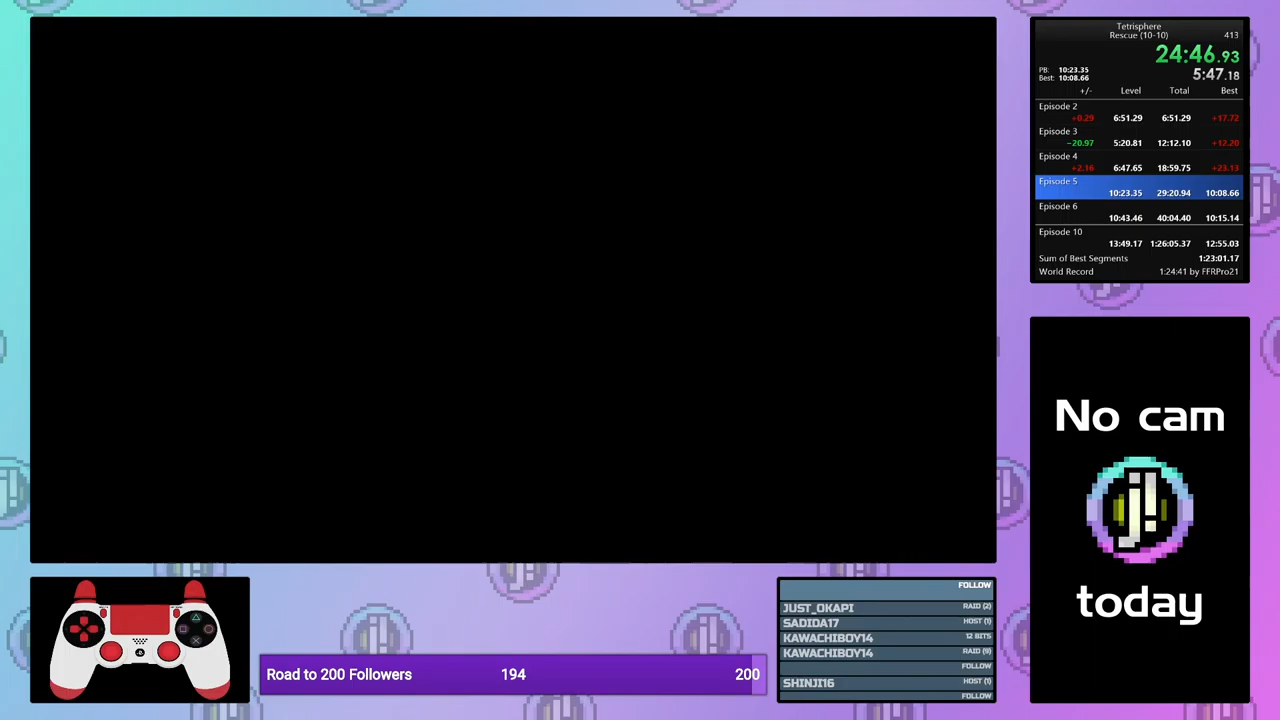 Tetrisphere
Rescue (10-10) 413
24:46.93
PB: 10:23.35
Best: 10:08.66
5:47.18
+/- Level Total Best
Episode 2
+0.29 6:51.29 6:51.29 +17.72
Episode 3
-20.97 5:20.81 12:12.10 +12.20
Episode 4
+2.16 6:47.65 18:59.75 +23.13
Episode 5
10:23.35 29:20.94 10:08.66
Episode 6
10:43.46 40:04.40 10:15.14
Episode 10
13:49.17 1:26:05.37 12:55.03
Sum of Best Segments 1:23:01.17
World Record 1:24:41 by FFRPro21
No cam
today
Road to 200 Followers 194 200
FOLLOW
JUST_OKAPI RAID (2)
SADIDA17 HOST (1)
KAWACHIBOY14 12 BITS
KAWACHIBOY14 RAID (9)
FOLLOW
SHINJI16 HOST (1)
FOLLOW